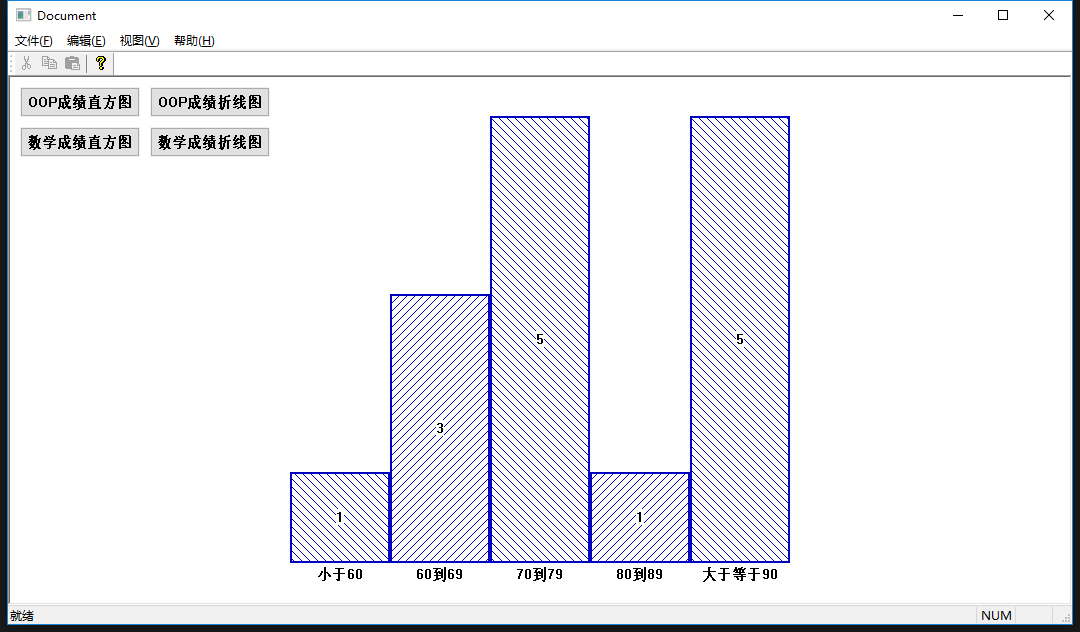 Document
文件(F) 编辑(E) 视图(V) 帮助(H)
?
OOP成绩直方图 OOP成绩折线图
数学成绩直方图 数学成绩折线图
5 5
3
1 1
小于60 60到69 70到79 80到89 大于等于90
就绪 NUM